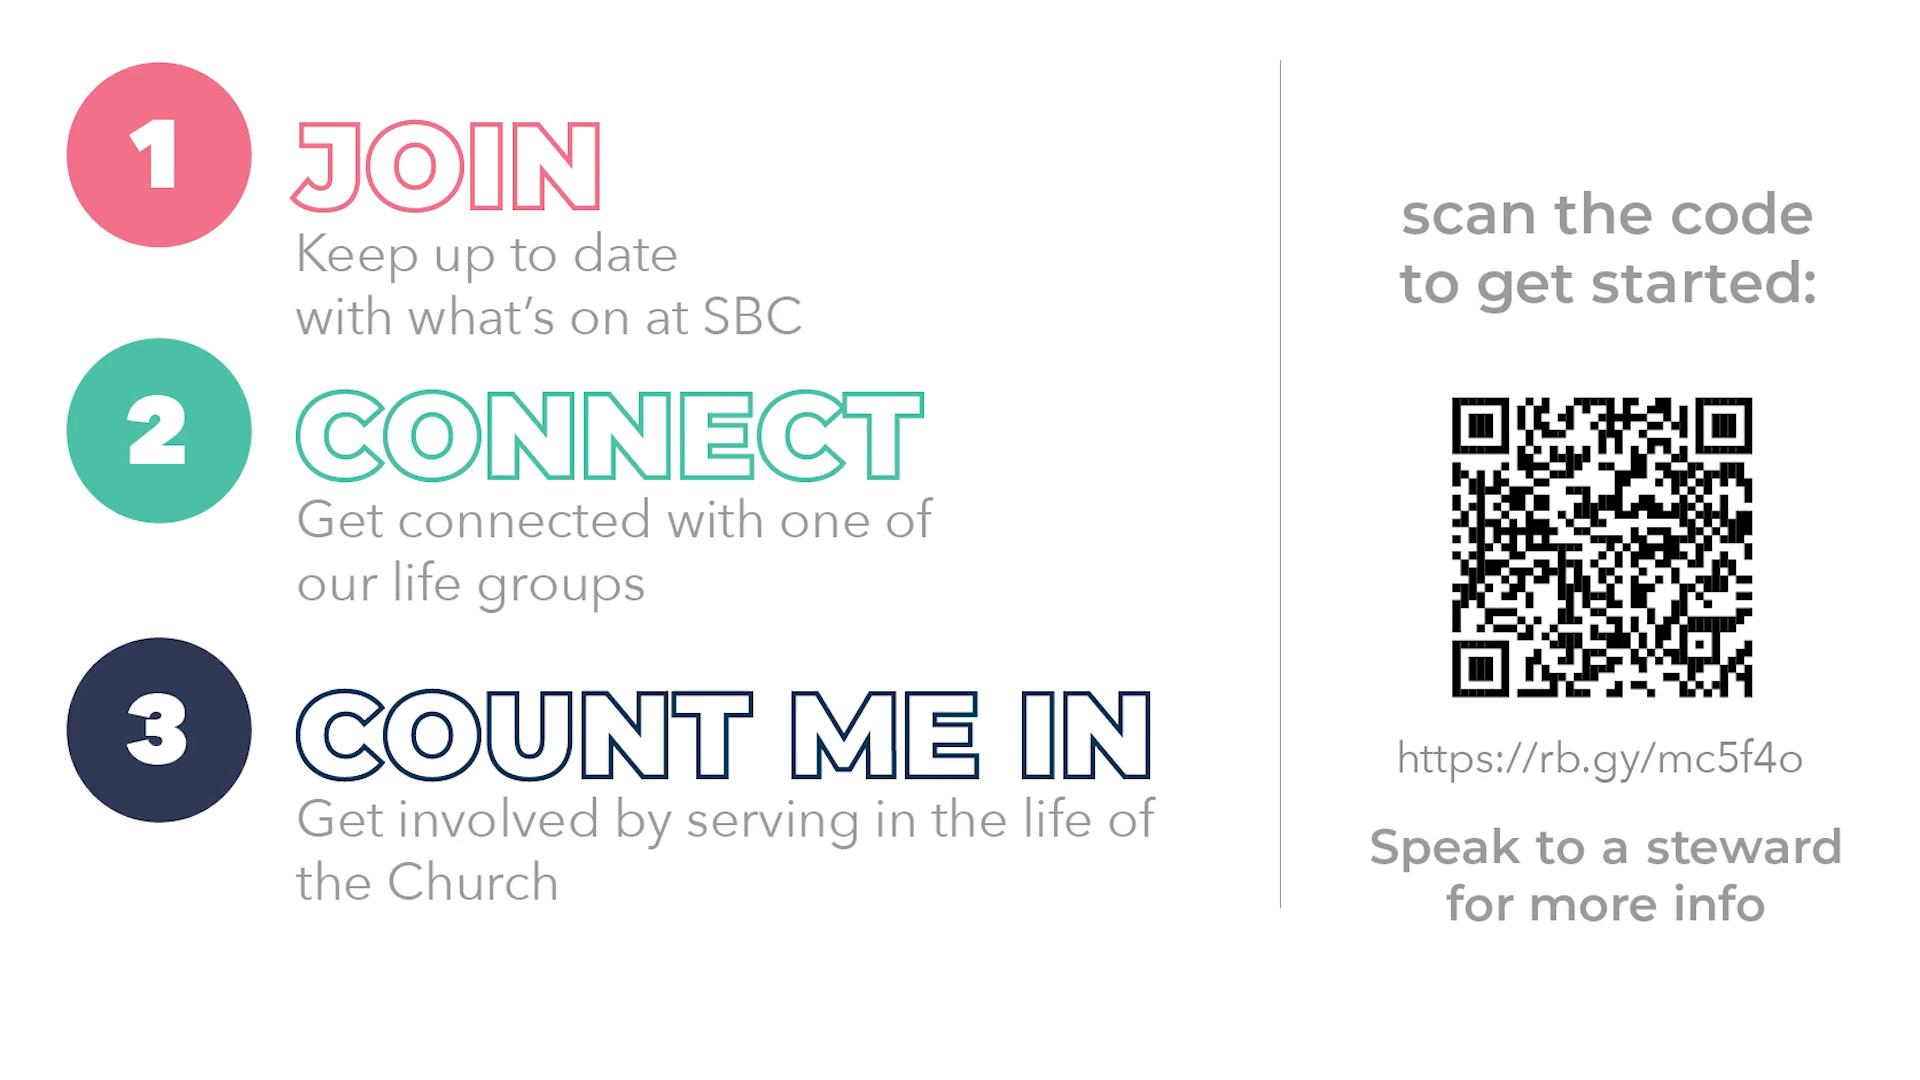 1
JOIN
Keep up to date
with what’s on at SBC
2
CONNECT
Get connected with one of
our life groups
3
COUNT ME IN
Get involved by serving in the life of
the Church
scan the code
to get started:
https://rb.gy/mc5f4o
Speak to a steward
for more info